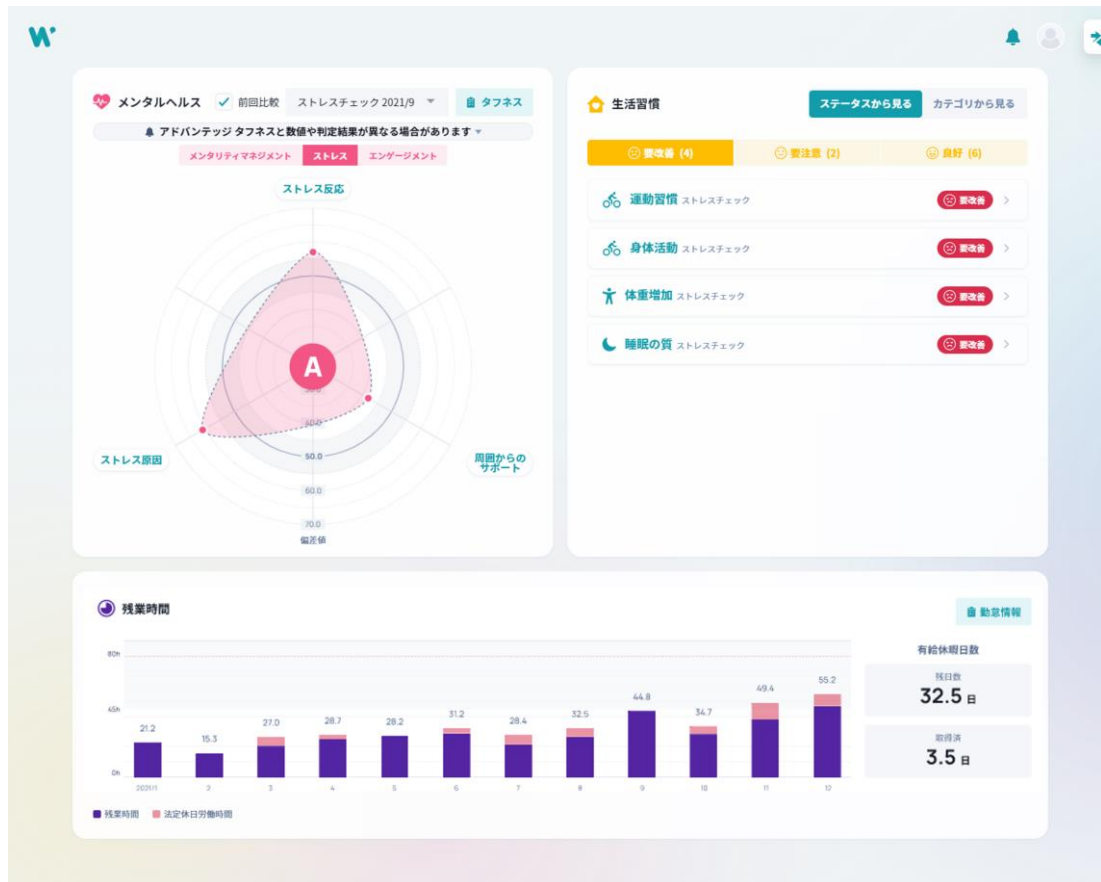 W
メンタルヘルス 前回比較 ストレスチェック 2021/9 タフネス
アドバンテッジ タフネスと数値や判定結果が異なる場合があります
メンタリティマネジメント ストレス エンゲージメント
ストレス反応
A
40.0
50.0
60.0
70.0
偏差値
ストレス原因
周囲からの
サポート
生活習慣 ステータスから見る カテゴリから見る
要改善 (4) 要注意 (2) 良好 (6)
運動習慣 ストレスチェック 要改善
身体活動 ストレスチェック 要改善
体重増加 ストレスチェック 要改善
睡眠の質 ストレスチェック 要改善
残業時間 勤怠情報
80h
45h
0h
21.2 15.3 27.0 28.7 28.2 31.2 28.4 32.5 44.8 34.7 49.4 55.2
2021/1 2 3 4 5 6 7 8 9 10 11 12
残業時間 法定休日労働時間
有給休暇日数
残日数
32.5 日
取得済
3.5 日